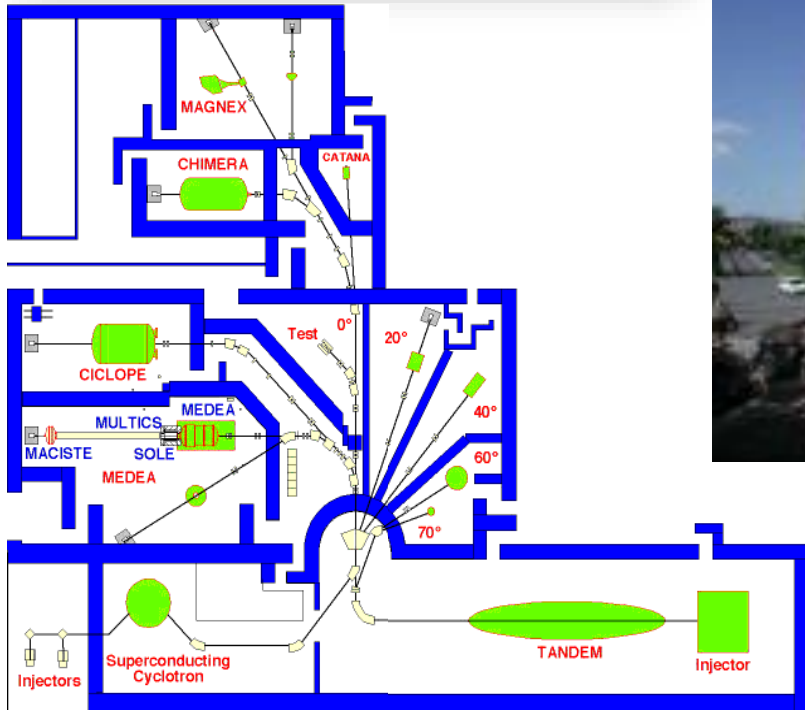 MAGNEX
CHIMERA
CATANA
0°
Test
20°
CICLOPE
40°
MEDEA
MULTICS
MACISTE
SOLE
MEDEA
60°
70°
Superconducting
Cyclotron
Injectors
TANDEM
Injector